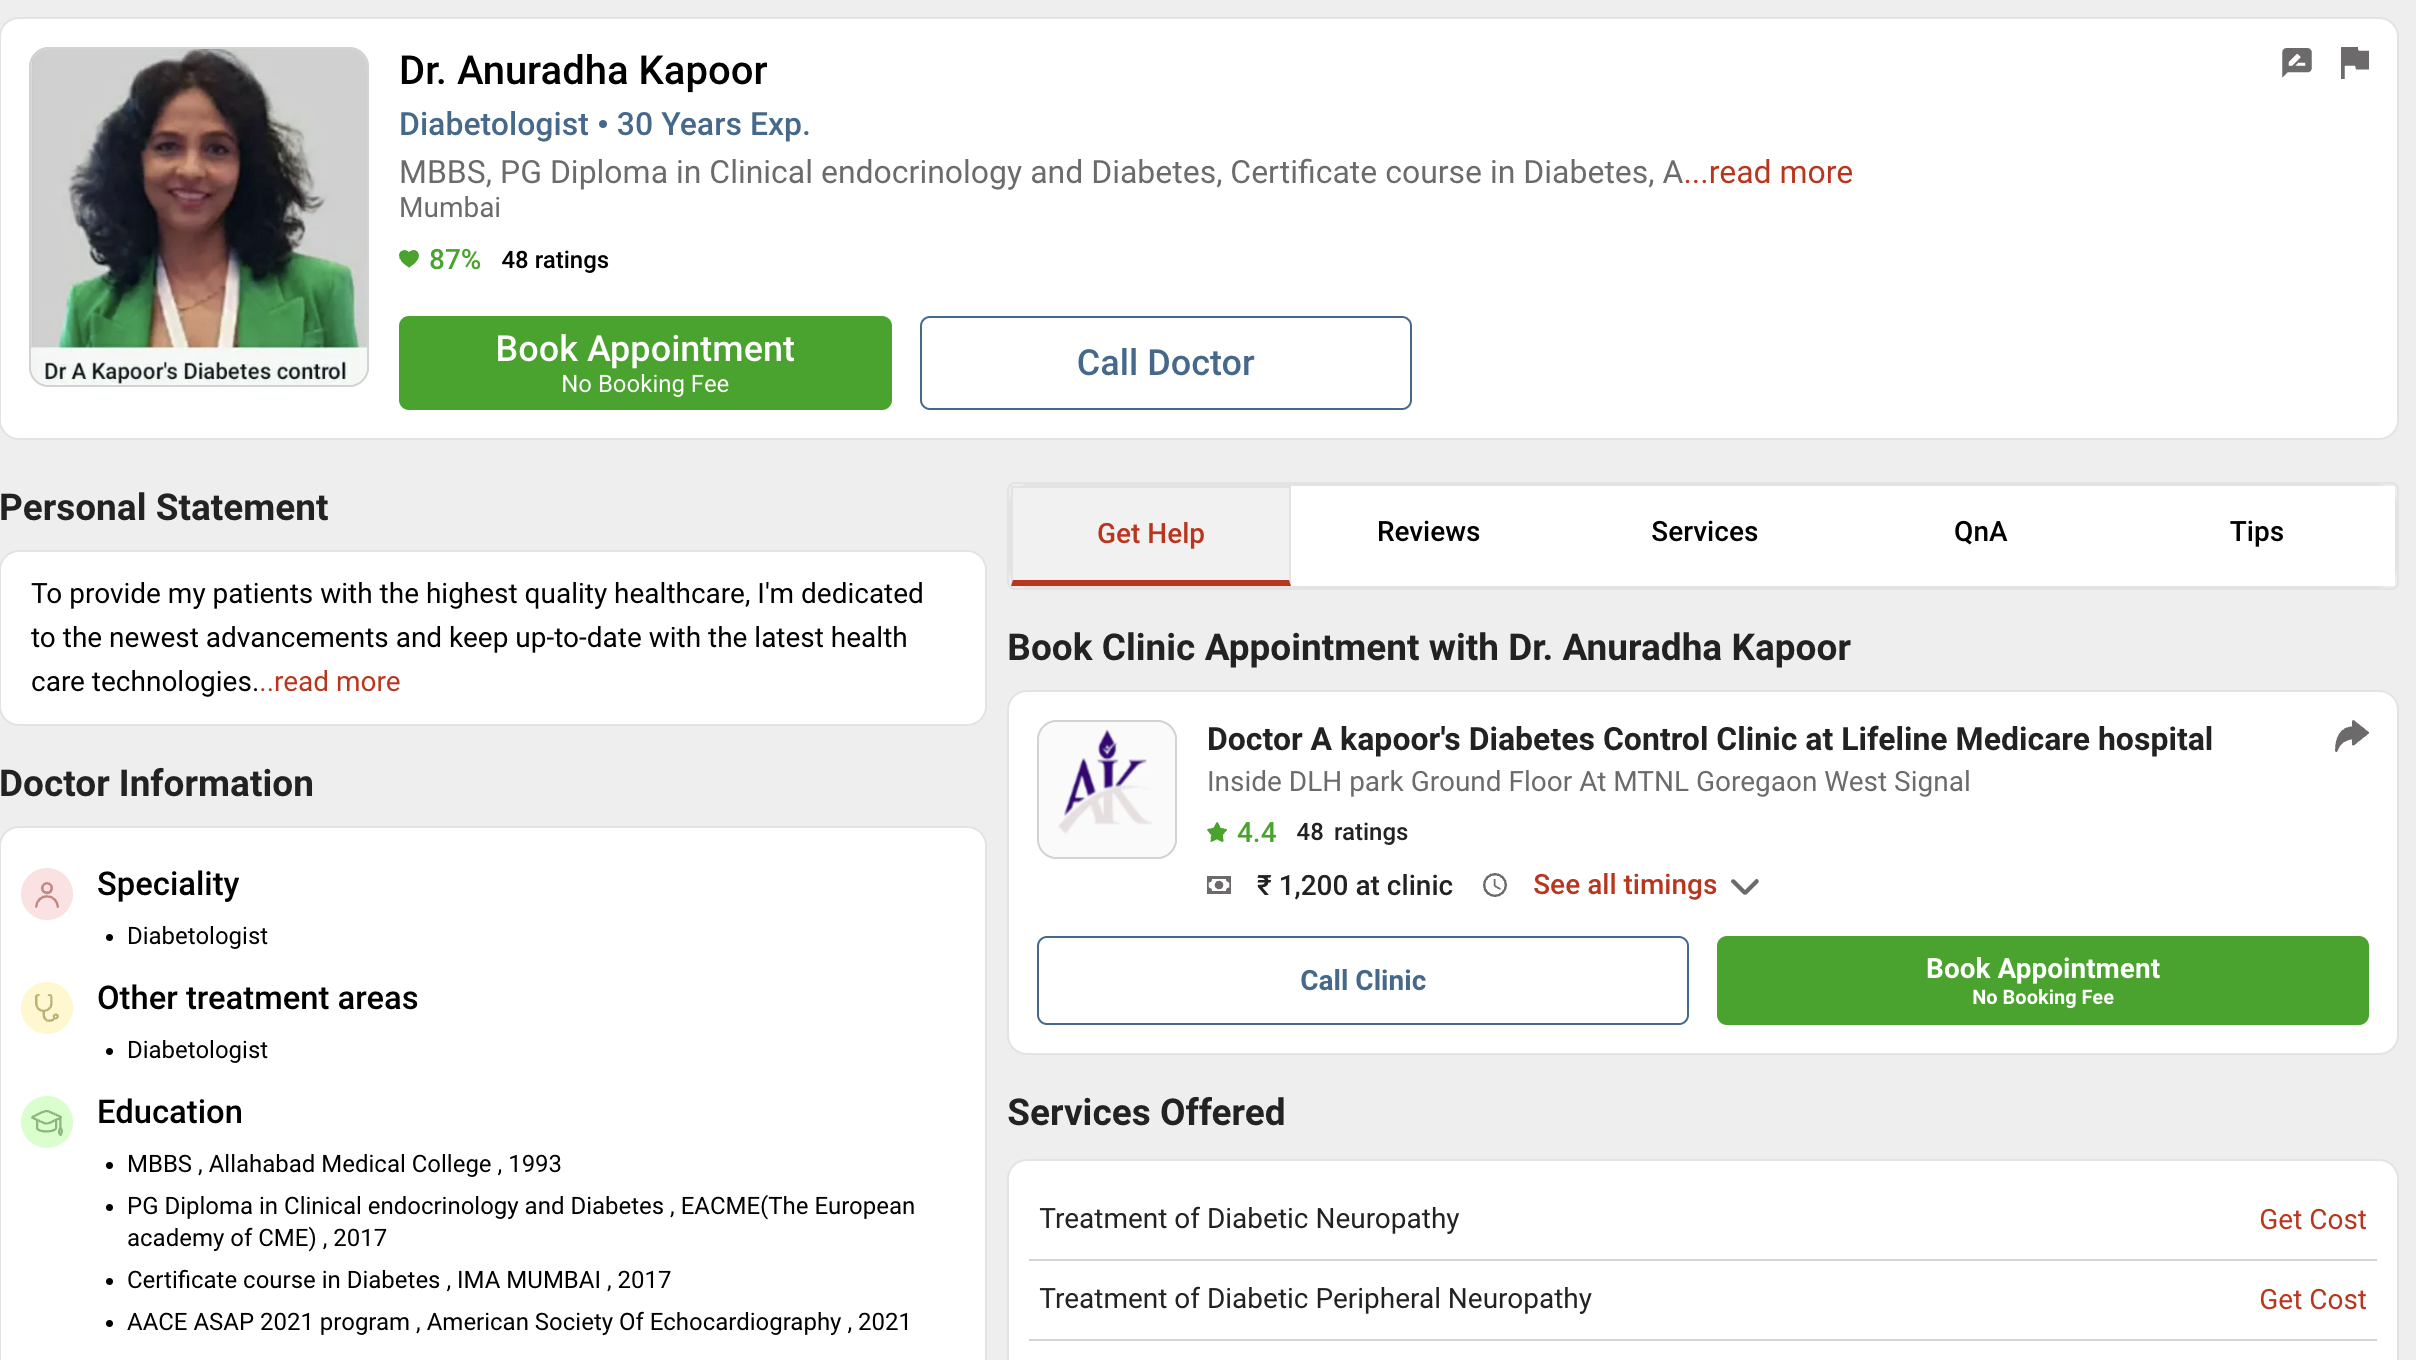 Dr. Anuradha Kapoor
Diabetologist • 30 Years Exp.
MBBS, PG Diploma in Clinical endocrinology and Diabetes, Certificate course in Diabetes, A...read more
Mumbai
87% 48 ratings
Dr A Kapoor's Diabetes control
Book Appointment
No Booking Fee
Call Doctor
Personal Statement
To provide my patients with the highest quality healthcare, I'm dedicated
to the newest advancements and keep up-to-date with the latest health
care technologies...read more
Doctor Information
Speciality
• Diabetologist
Other treatment areas
• Diabetologist
Education
• MBBS , Allahabad Medical College , 1993
• PG Diploma in Clinical endocrinology and Diabetes , EACME(The European
academy of CME) , 2017
• Certificate course in Diabetes , IMA MUMBAI , 2017
• AACE ASAP 2021 program , American Society Of Echocardiography , 2021
Get Help Reviews Services QnA Tips
Book Clinic Appointment with Dr. Anuradha Kapoor
AK
Doctor A kapoor's Diabetes Control Clinic at Lifeline Medicare hospital
Inside DLH park Ground Floor At MTNL Goregaon West Signal
4.4 48 ratings
₹ 1,200 at clinic See all timings
Call Clinic
Book Appointment
No Booking Fee
Services Offered
Treatment of Diabetic Neuropathy Get Cost
Treatment of Diabetic Peripheral Neuropathy Get Cost